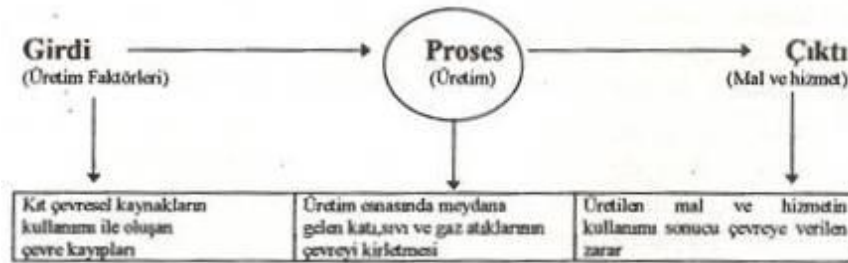 Girdi
(Üretim Faktörleri)
Proses
(Üretim)
Çıktı
(Mal ve hizmet)
Kıt çevresel kaynakların
kullanımı ile oluşan
çevre kayıpları
Üretim esnasında meydana
gelen katı,sıvı ve gaz atıklarının
çevreyi kirletmesi
Üretilen mal ve hizmetin
kullanımı sonucu çevreye verilen
zarar